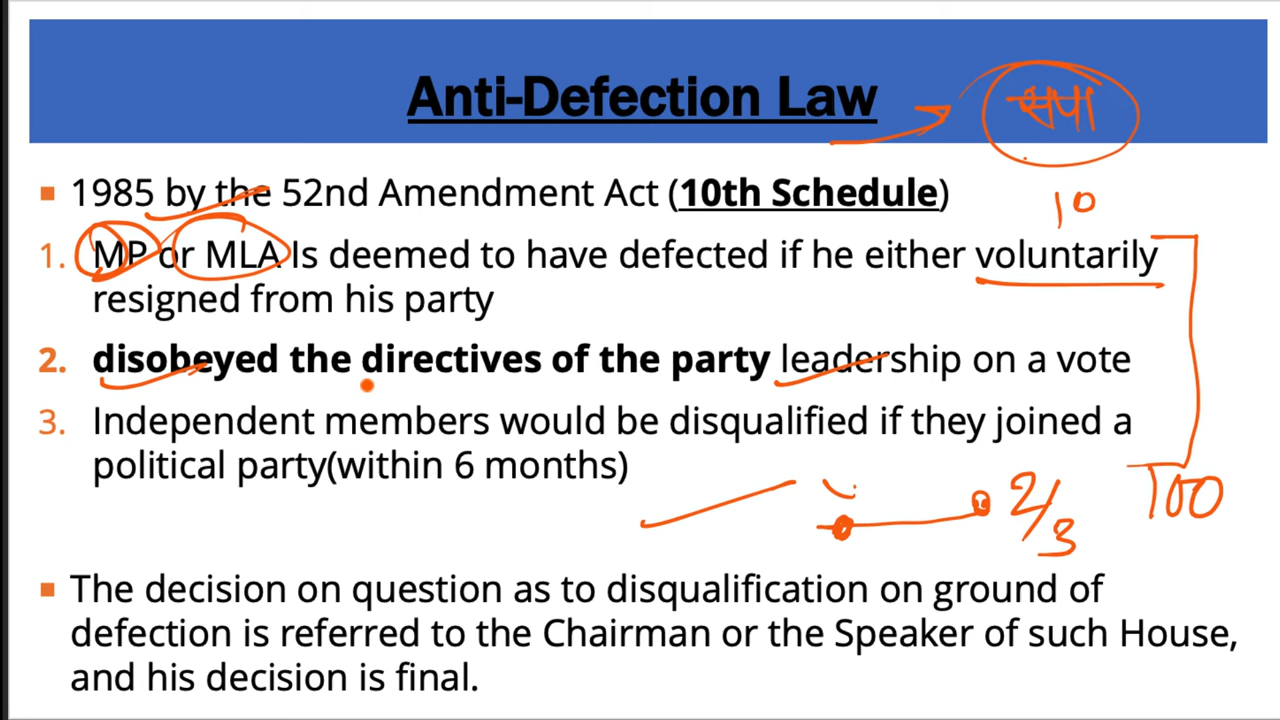 Anti-Defection Law
सपा
■ 1985 by the 52nd Amendment Act (10th Schedule)
10
1. MP or MLA Is deemed to have defected if he either voluntarily
resigned from his party
2. disobeyed the directives of the party leadership on a vote
3. Independent members would be disqualified if they joined a
political party(within 6 months)
2/3 100
■ The decision on question as to disqualification on ground of
defection is referred to the Chairman or the Speaker of such House,
and his decision is final.